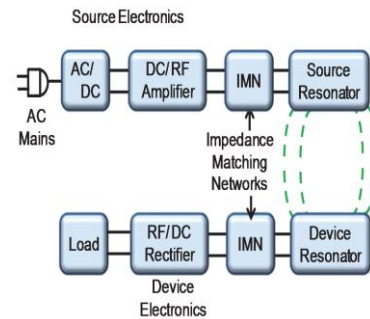 Source Electronics
AC/
DC
DC/RF
Amplifier
IMN
Source
Resonator
AC
Mains
Impedance
Matching
Networks
Load
RF/DC
Rectifier
IMN
Device
Resonator
Device
Electronics